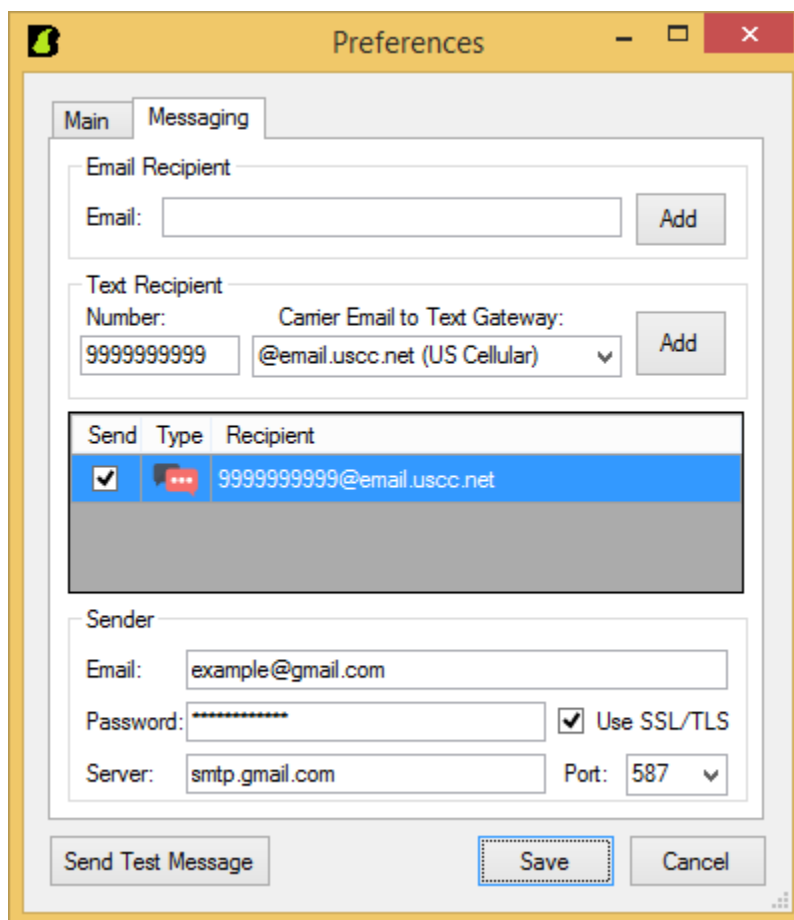 Preferences
Main Messaging
Email Recipient
Email: Add
Text Recipient
Number: Carrier Email to Text Gateway:
9999999999 @email.uscc.net (US Cellular) Add
Send Type Recipient
9999999999@email.uscc.net
Sender
Email: example@gmail.com
Password: ************* Use SSL/TLS
Server: smtp.gmail.com Port: 587
Send Test Message Save Cancel